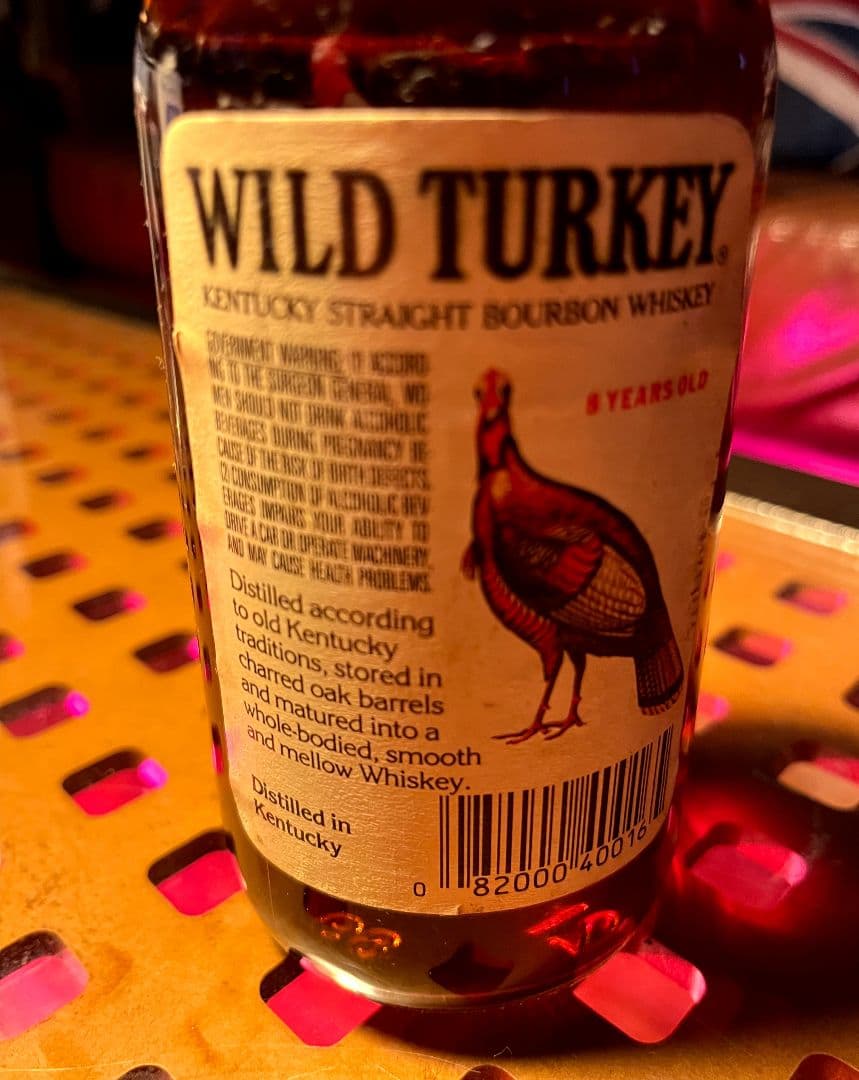 WILD TURKEY®
KENTUCKY STRAIGHT BOURBON WHISKEY
GOVERNMENT WARNING: (1) ACCORD-
ING TO THE SURGEON GENERAL, WO-
MEN SHOULD NOT DRINK ALCOHOLIC
BEVERAGES DURING PREGNANCY BE-
CAUSE OF THE RISK OF BIRTH DEFECTS.
(2) CONSUMPTION OF ALCOHOLIC BEV-
ERAGES IMPAIRS YOUR ABILITY TO
DRIVE A CAR OR OPERATE MACHINERY,
AND MAY CAUSE HEALTH PROBLEMS.
8 YEARS OLD
Distilled according
to old Kentucky
traditions, stored in
charred oak barrels
and matured into a
whole-bodied, smooth
and mellow Whiskey.
Distilled in
Kentucky
0 82000 40016